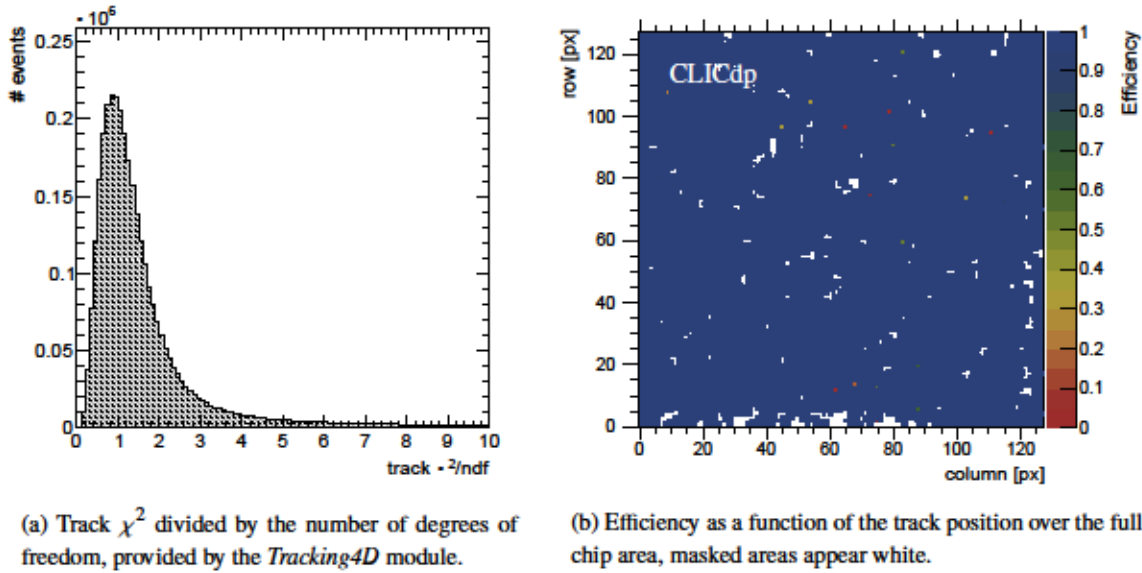 · 10⁶
0.25
0.2
0.15
0.1
0.05
0
# events
0 1 2 3 4 5 6 7 8 9 10
track - ²/ndf
CLICdp
row [px]
120
100
80
60
40
20
0
0 20 40 60 80 100 120
column [px]
1
0.9
0.8
0.7
0.6
0.5
0.4
0.3
0.2
0.1
0
Efficiency
(a) Track χ² divided by the number of degrees of
freedom, provided by the Tracking4D module.
(b) Efficiency as a function of the track position over the full
chip area, masked areas appear white.